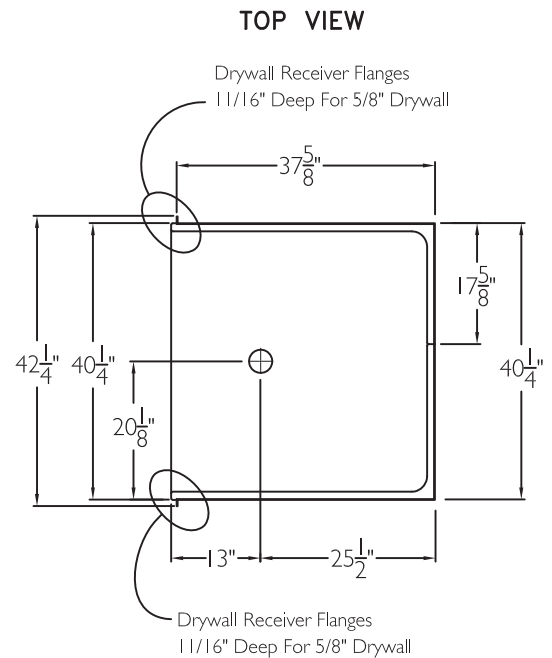 TOP VIEW
Drywall Receiver Flanges
11/16" Deep For 5/8" Drywall
37 5/8"
17 5/8"
42 1/4"
40 1/4"
40 1/4"
20 1/8"
13"
25 1/2"
Drywall Receiver Flanges
11/16" Deep For 5/8" Drywall